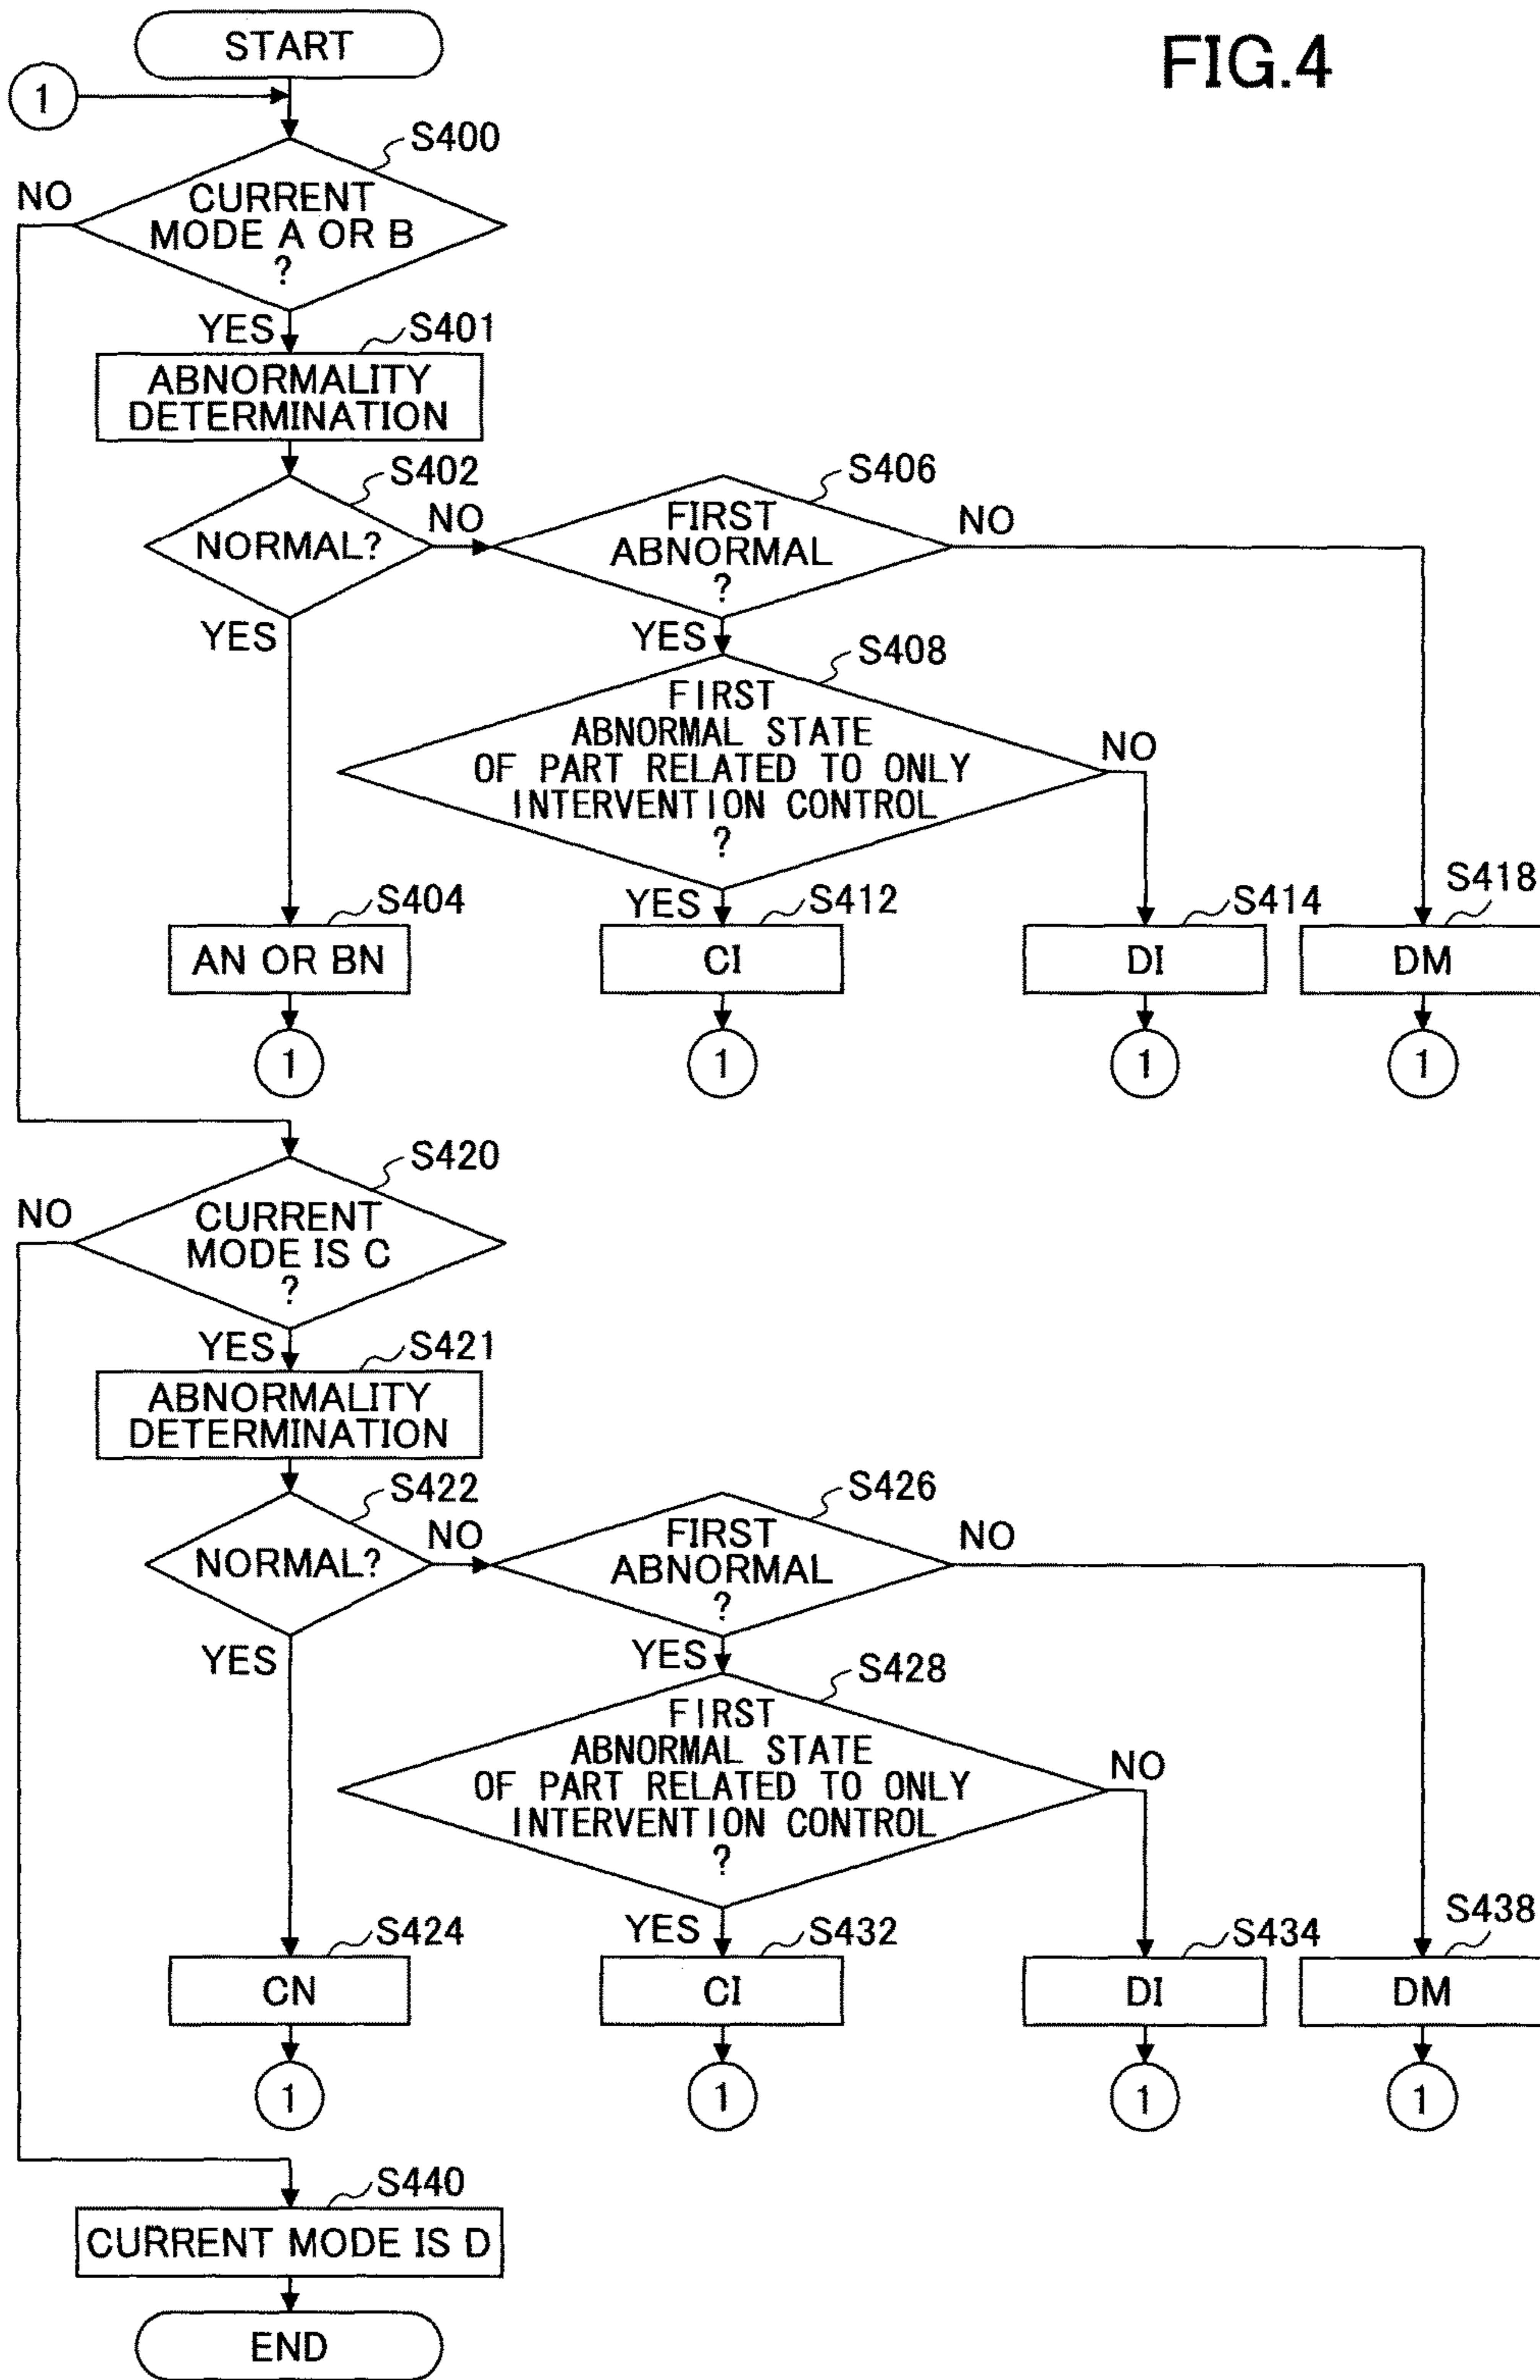 FIG.4
START
1
S400
NO
CURRENT
MODE A OR B
?
YES
S401
ABNORMALITY
DETERMINATION
S402
NORMAL?
NO
S406
FIRST
ABNORMAL
?
NO
YES
YES
S408
FIRST
ABNORMAL STATE
OF PART RELATED TO ONLY
INTERVENTION CONTROL
?
NO
YES
S404
AN OR BN
S412
CI
S414
DI
S418
DM
1
1
1
1
S420
NO
CURRENT
MODE IS C
?
YES
S421
ABNORMALITY
DETERMINATION
S422
NORMAL?
NO
S426
FIRST
ABNORMAL
?
NO
YES
YES
S428
FIRST
ABNORMAL STATE
OF PART RELATED TO ONLY
INTERVENTION CONTROL
?
NO
YES
S424
CN
S432
CI
S434
DI
S438
DM
1
1
1
1
S440
CURRENT MODE IS D
END